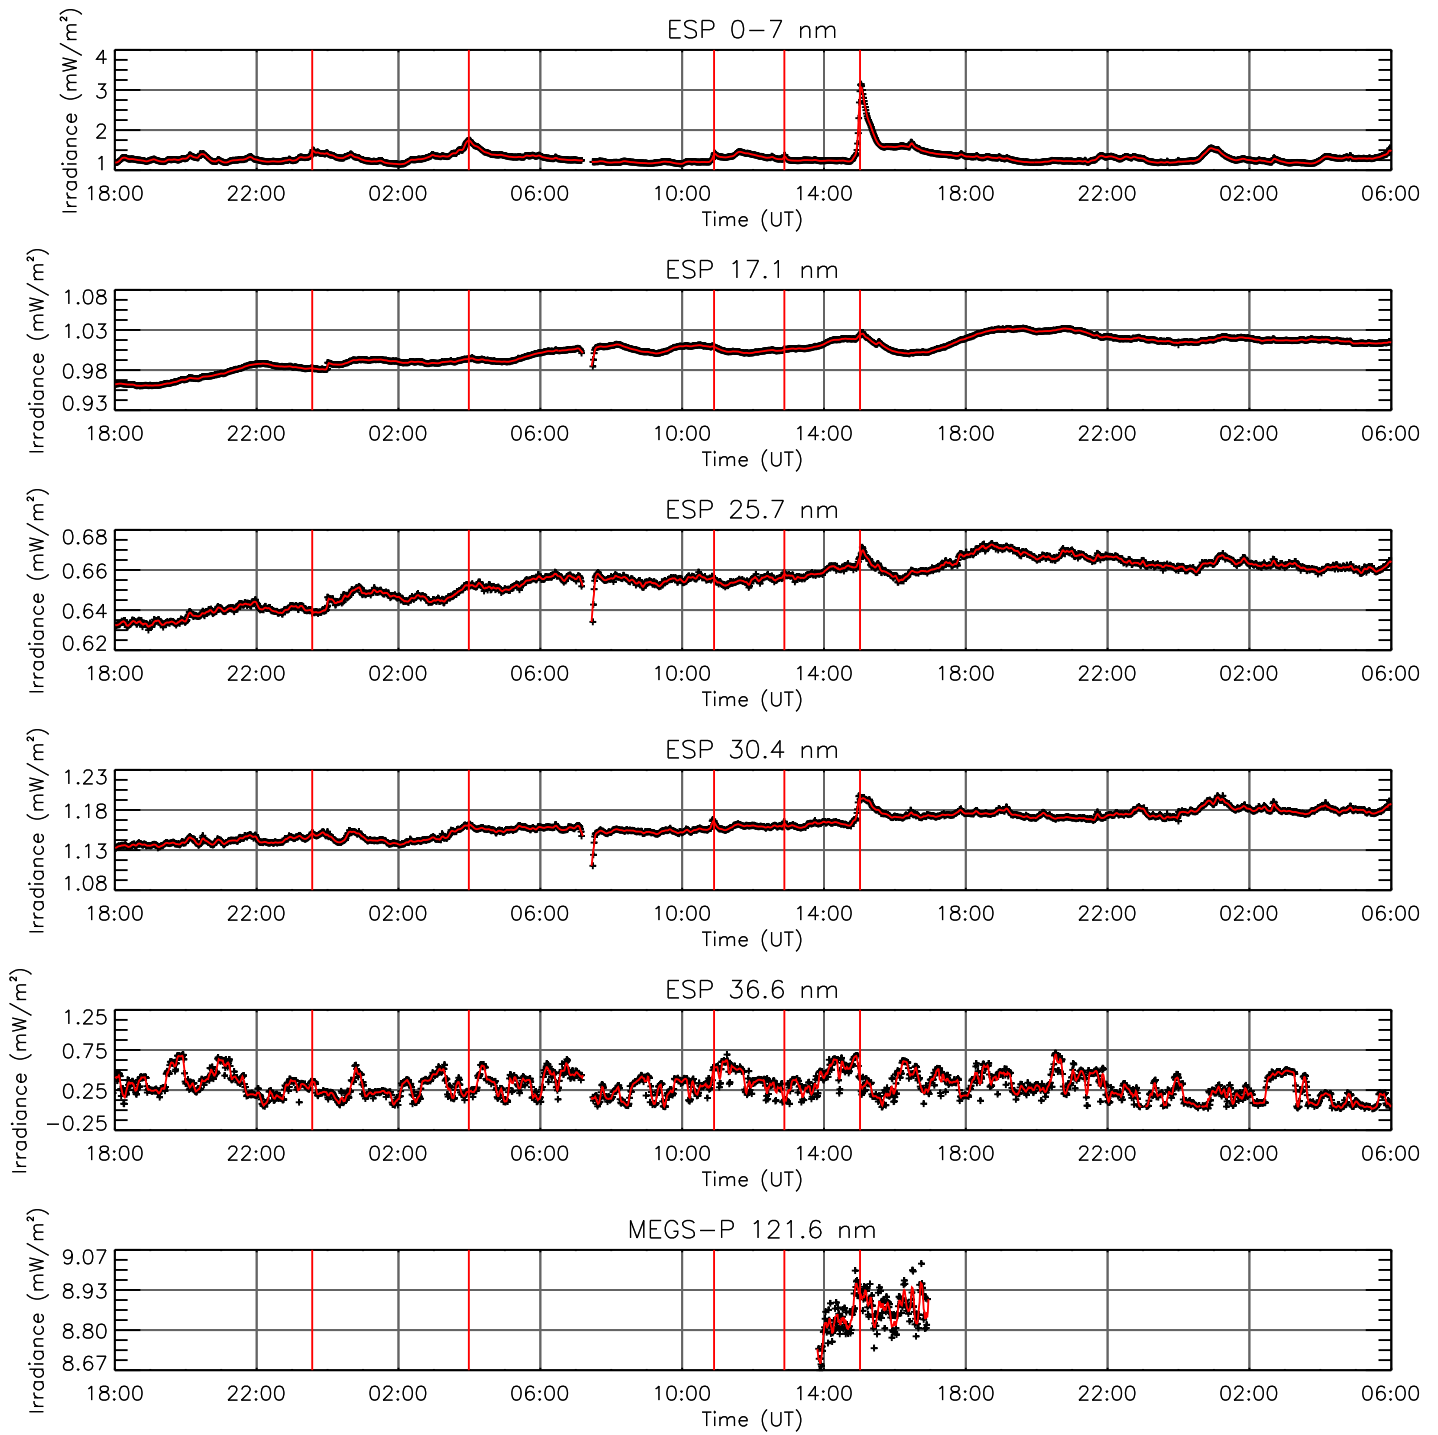 ESP 0-7 nm
Irradiance (mW/m²)
4
3
2
1
18:00 22:00 02:00 06:00 10:00 14:00 18:00 22:00 02:00 06:00
Time (UT)
ESP 17.1 nm
Irradiance (mW/m²)
1.08
1.03
0.98
0.93
18:00 22:00 02:00 06:00 10:00 14:00 18:00 22:00 02:00 06:00
Time (UT)
ESP 25.7 nm
Irradiance (mW/m²)
0.68
0.66
0.64
0.62
18:00 22:00 02:00 06:00 10:00 14:00 18:00 22:00 02:00 06:00
Time (UT)
ESP 30.4 nm
Irradiance (mW/m²)
1.23
1.18
1.13
1.08
18:00 22:00 02:00 06:00 10:00 14:00 18:00 22:00 02:00 06:00
Time (UT)
ESP 36.6 nm
Irradiance (mW/m²)
1.25
0.75
0.25
-0.25
18:00 22:00 02:00 06:00 10:00 14:00 18:00 22:00 02:00 06:00
Time (UT)
MEGS-P 121.6 nm
Irradiance (mW/m²)
9.07
8.93
8.80
8.67
18:00 22:00 02:00 06:00 10:00 14:00 18:00 22:00 02:00 06:00
Time (UT)